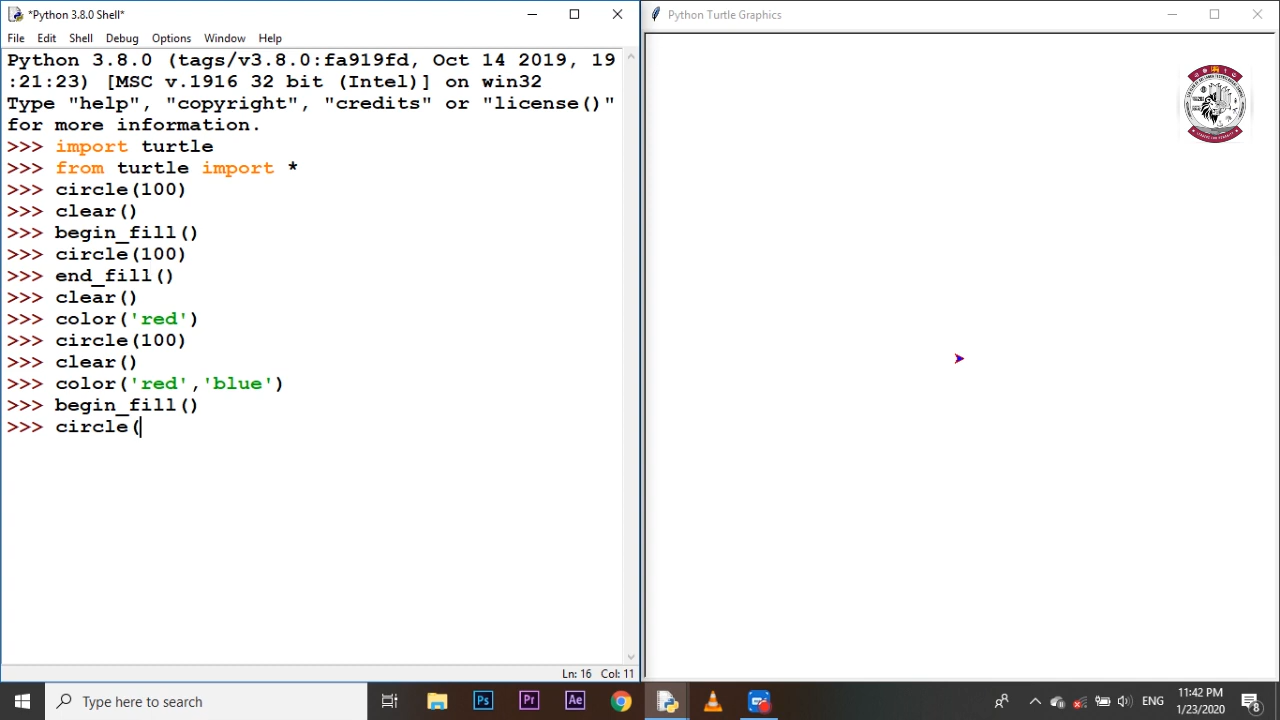 *Python 3.8.0 Shell*
File Edit Shell Debug Options Window Help
Python 3.8.0 (tags/v3.8.0:fa919fd, Oct 14 2019, 19
:21:23) [MSC v.1916 32 bit (Intel)] on win32
Type "help", "copyright", "credits" or "license()"
for more information.
>>> import turtle
>>> from turtle import *
>>> circle(100)
>>> clear()
>>> begin_fill()
>>> circle(100)
>>> end_fill()
>>> clear()
>>> color('red')
>>> circle(100)
>>> clear()
>>> color('red','blue')
>>> begin_fill()
>>> circle(
Ln: 16 Col: 11
Python Turtle Graphics
Type here to search
Ps
Pr
Ae
ENG
11:42 PM
1/23/2020
8